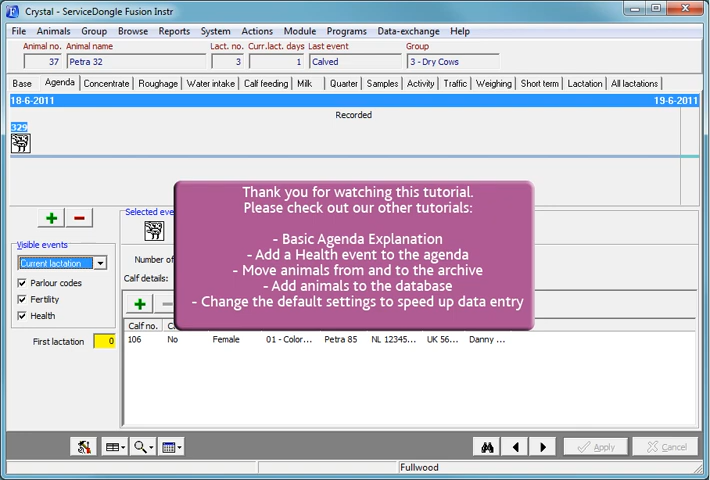 Crystal - ServiceDongle Fusion Instr
File Animals Group Browse Reports System Actions Module Programs Data-exchange Help
Animal no. Animal name Lact. no. Curr.lact. days Last event Group
37 Petra 32 3 1 Calved 3 - Dry Cows
Base Agenda Concentrate Roughage Water intake Calf feeding Milk Quarter Samples Activity Traffic Weighing Short term Lactation All lactations
18-6-2011 19-6-2011
Recorded
329
Selected eve
Visible events
Current lactation
Parlour codes
Fertility
Health
First lactation 0
Number of
Calf details:
Thank you for watching this tutorial.
Please check out our other tutorials:
- Basic Agenda Explanation
- Add a Health event to the agenda
- Move animals from and to the archive
- Add animals to the database
- Change the default settings to speed up data entry
Calf no.
106 No Female 01 - Color... Petra 85 NL 12345... UK 56... Danny ...
Apply Cancel
Fullwood